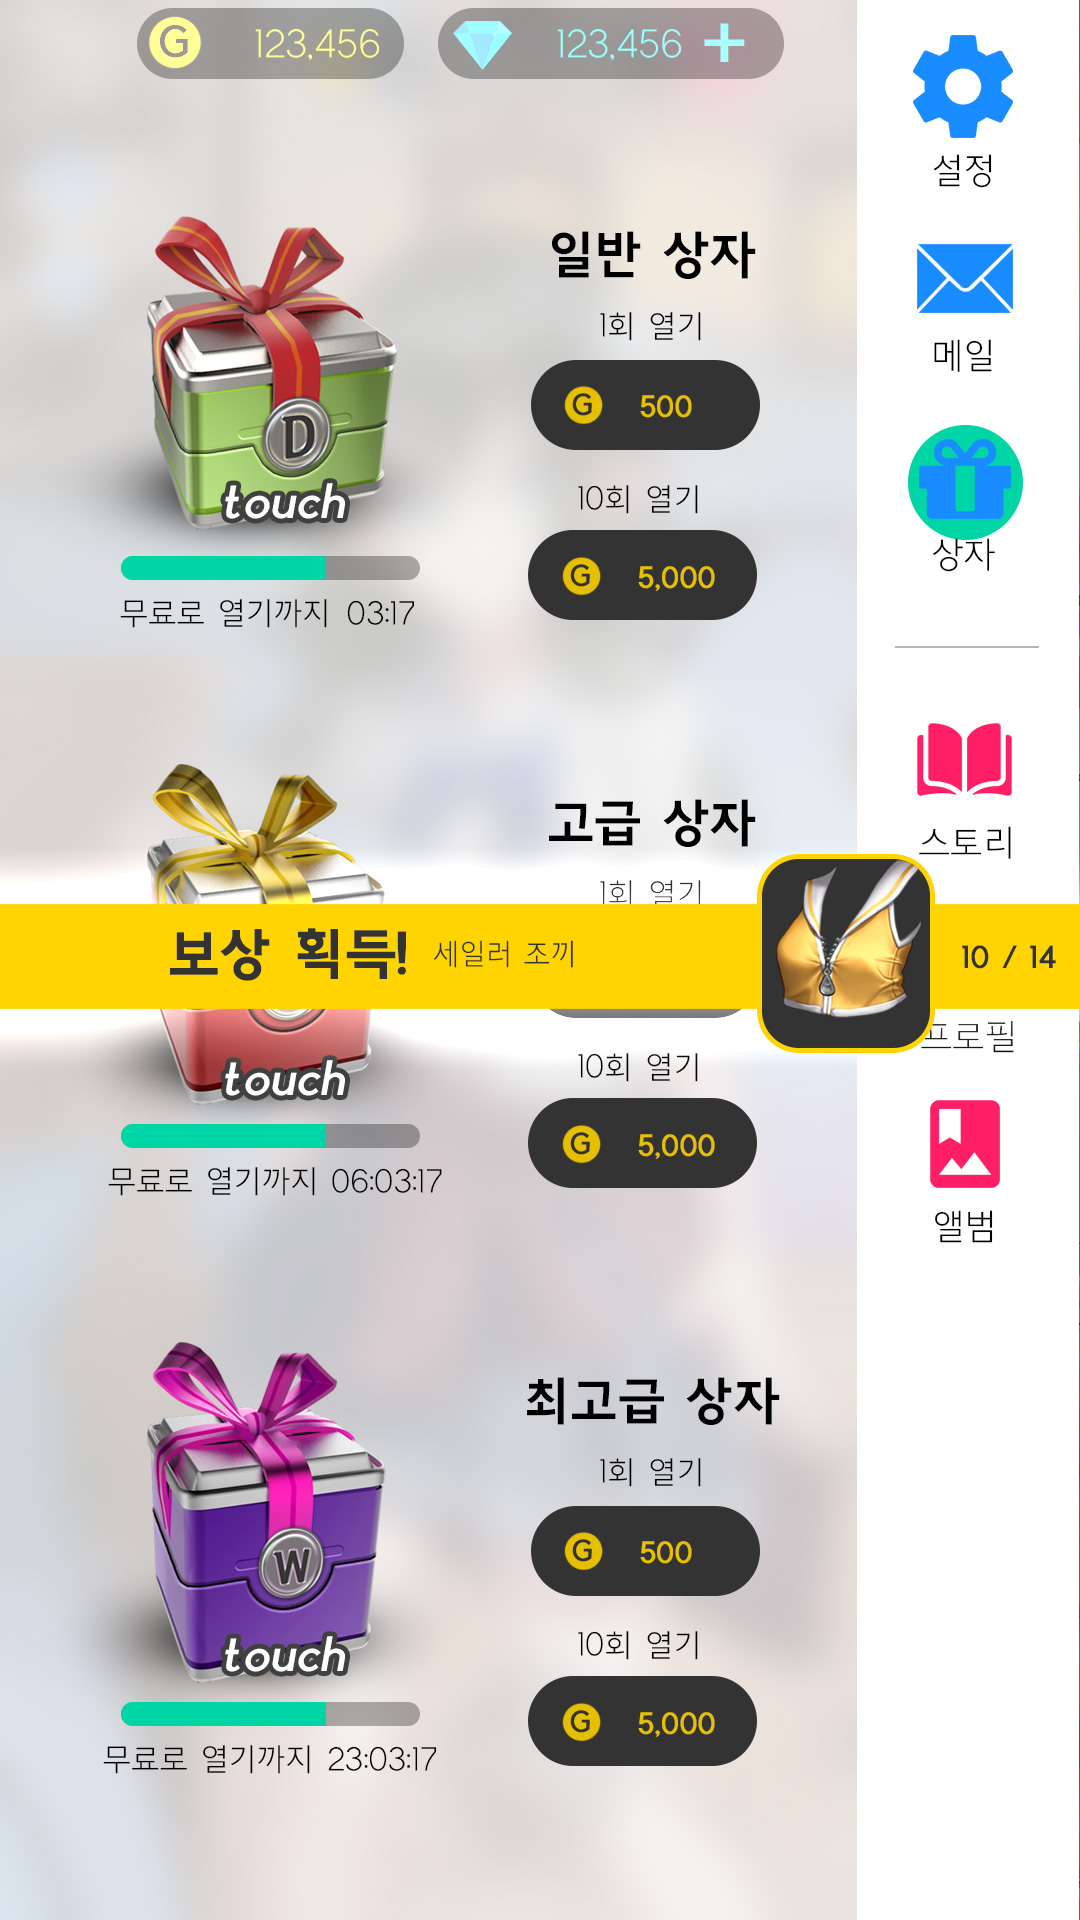 G 123,456 123,456 +
설정
메일
상자
스토리
프로필
앨범
일반 상자
1회 열기
G 500
10회 열기
G 5,000
D
touch
무료로 열기까지 03:17
고급 상자
1회 열기
보상 획득! 세일러 조끼 10 / 14
10회 열기
G 5,000
touch
무료로 열기까지 06:03:17
최고급 상자
1회 열기
G 500
10회 열기
G 5,000
W
touch
무료로 열기까지 23:03:17